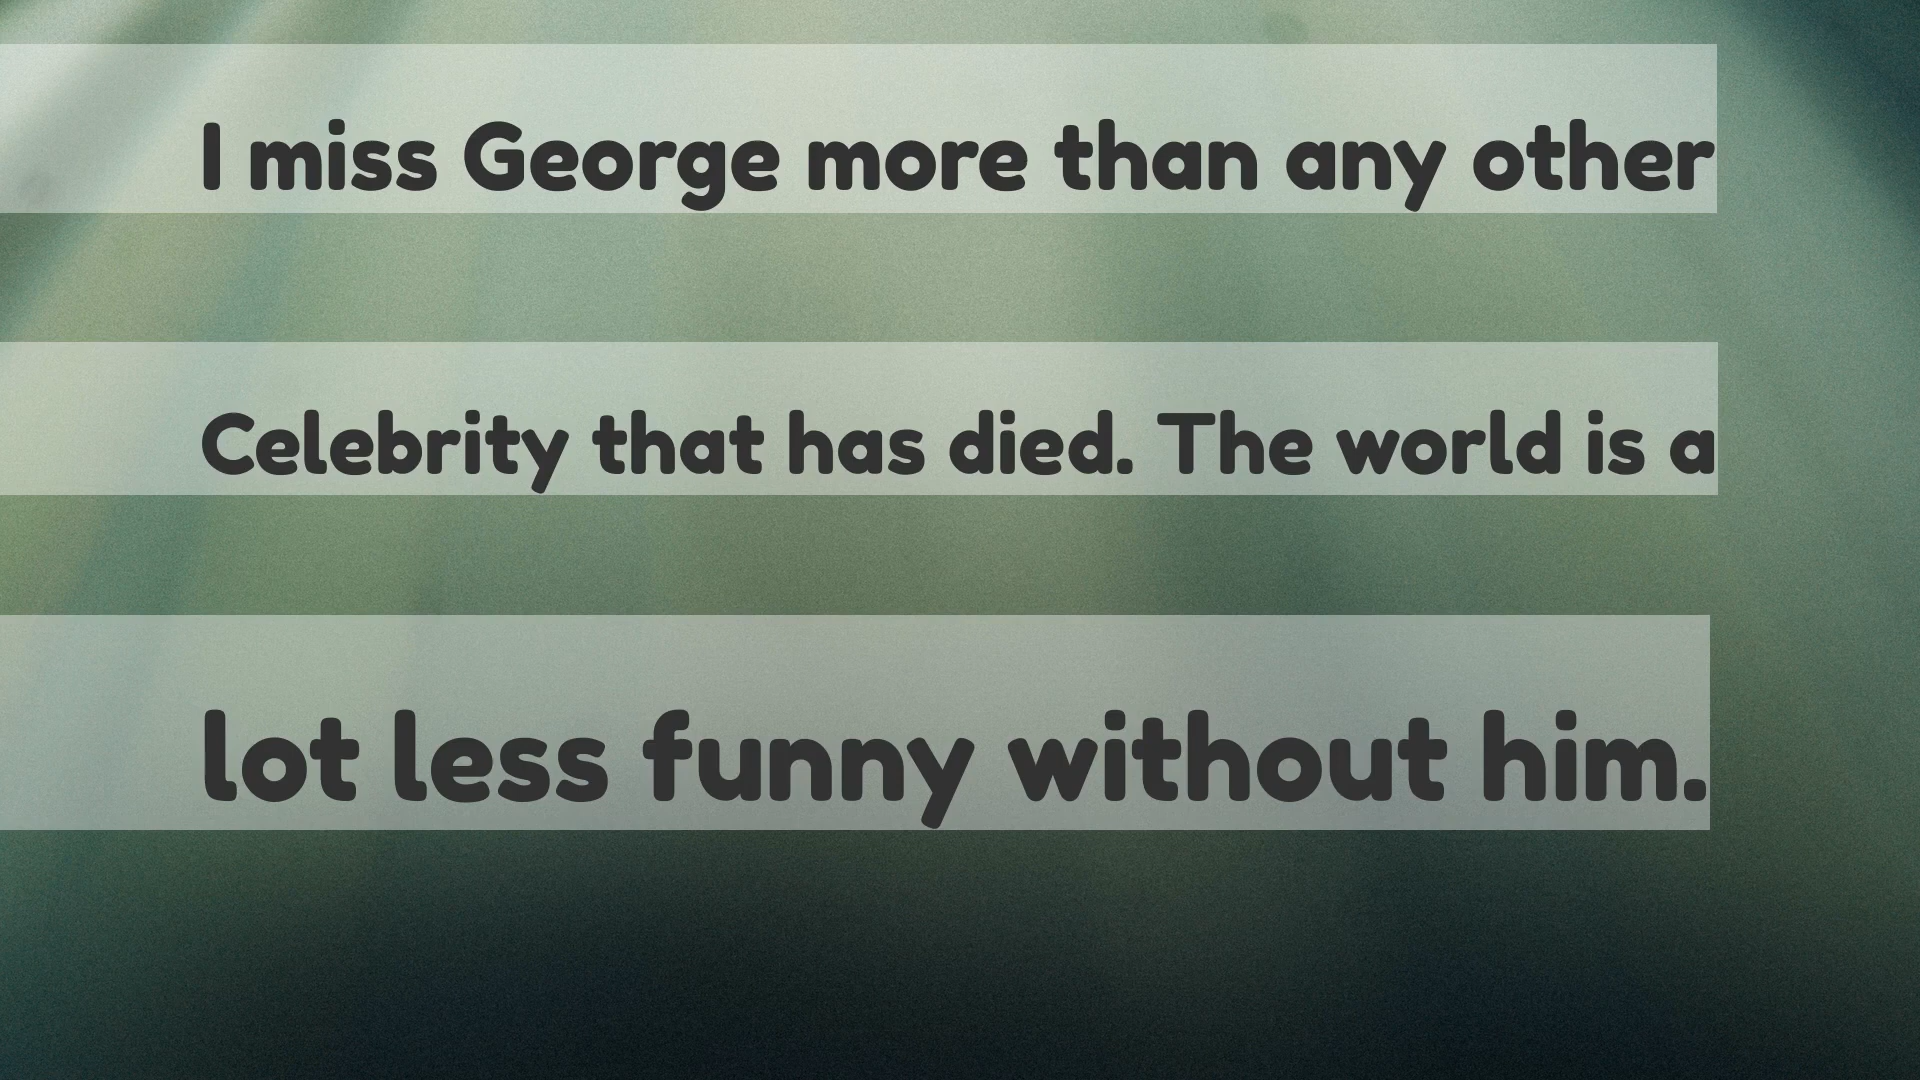 I miss George more than any other
Celebrity that has died. The world is a
lot less funny without him.